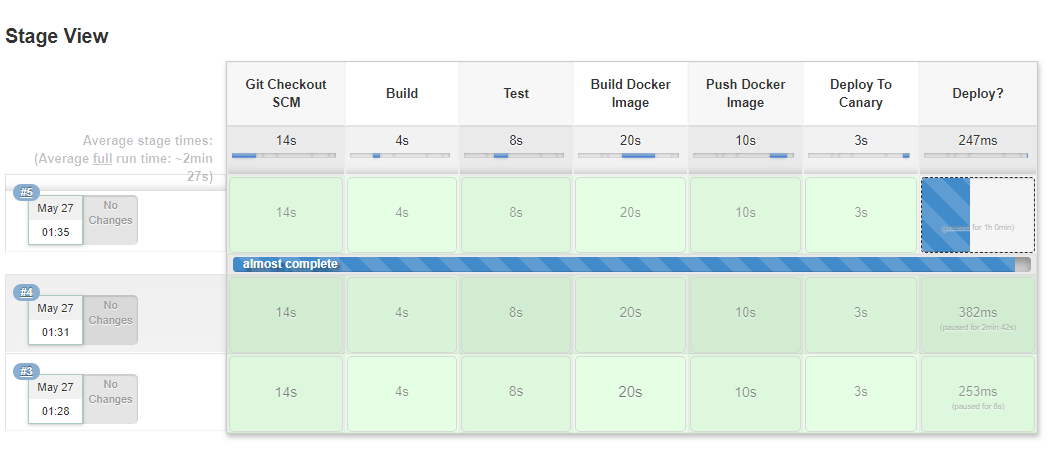 Stage View
Git Checkout SCM
Build
Test
Build Docker Image
Push Docker Image
Deploy To Canary
Deploy?
Average stage times:
(Average full run time: ~2min
27s)
14s
4s
8s
20s
10s
3s
247ms
#5
May 27
01:35
No
Changes
14s
4s
8s
20s
10s
3s
(paused for 1h 0min)
almost complete
#4
May 27
01:31
No
Changes
14s
4s
8s
20s
10s
3s
382ms
(paused for 2min 42s)
#3
May 27
01:28
No
Changes
14s
4s
8s
20s
10s
3s
253ms
(paused for 8s)